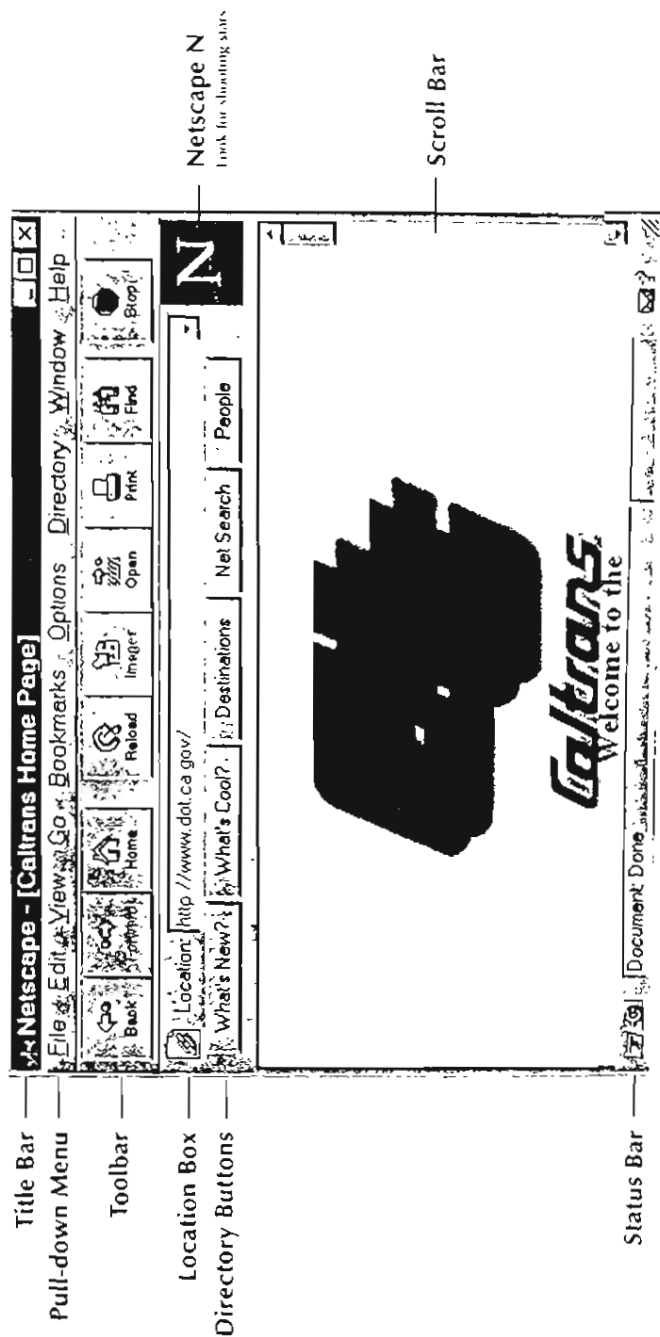 Title Bar
Netscape - [Caltrans Home Page]
Pull-down Menu
File Edit View Go Bookmarks Options Directory Window Help
Toolbar
Back Forward Home Reload Images Open Print Find Stop
Location Box
Location: http://www.dot.ca.gov/
N
Netscape N
Look for shooting stars
Directory Buttons
What's New? What's Cool? Destinations Net Search People
Scroll Bar
Caltrans
Welcome to the
Status Bar
Document: Done